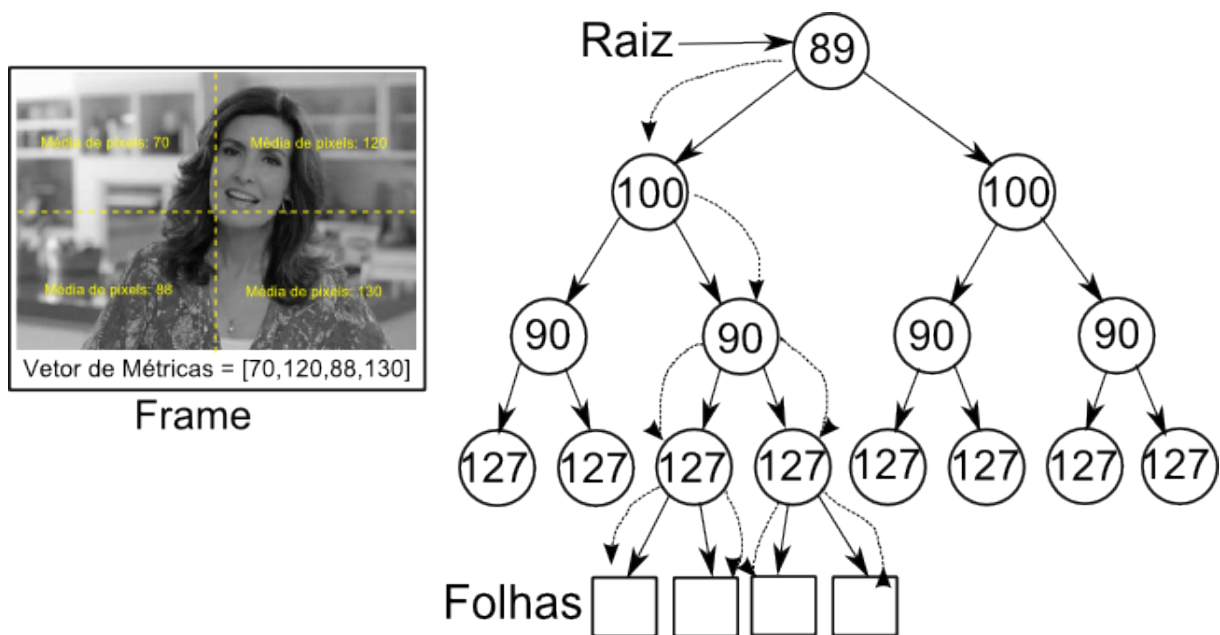 Média de pixels: 70
Média de pixels: 120
Média de pixels: 88
Média de pixels: 130
Vetor de Métricas = [70,120,88,130]
Frame
Raiz
89
100
100
90
90
90
90
127
127
127
127
127
127
127
127
Folhas